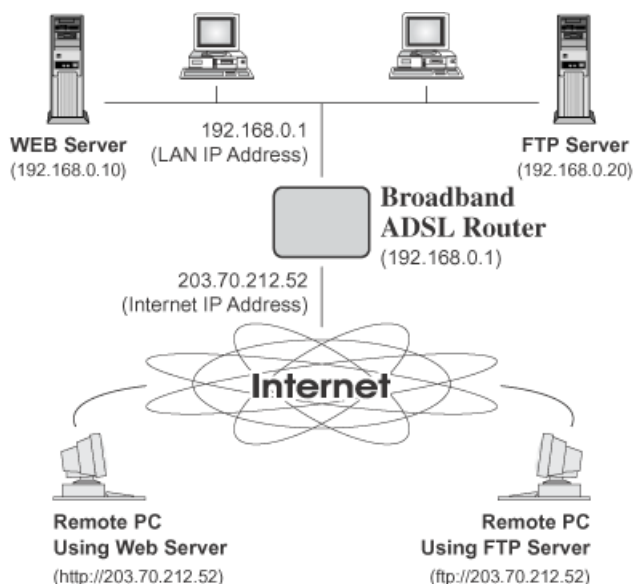 192.168.0.1
(LAN IP Address)
WEB Server
(192.168.0.10)
FTP Server
(192.168.0.20)
Broadband
ADSL Router
(192.168.0.1)
203.70.212.52
(Internet IP Address)
Internet
Remote PC
Using Web Server
(http://203.70.212.52)
Remote PC
Using FTP Server
(ftp://203.70.212.52)